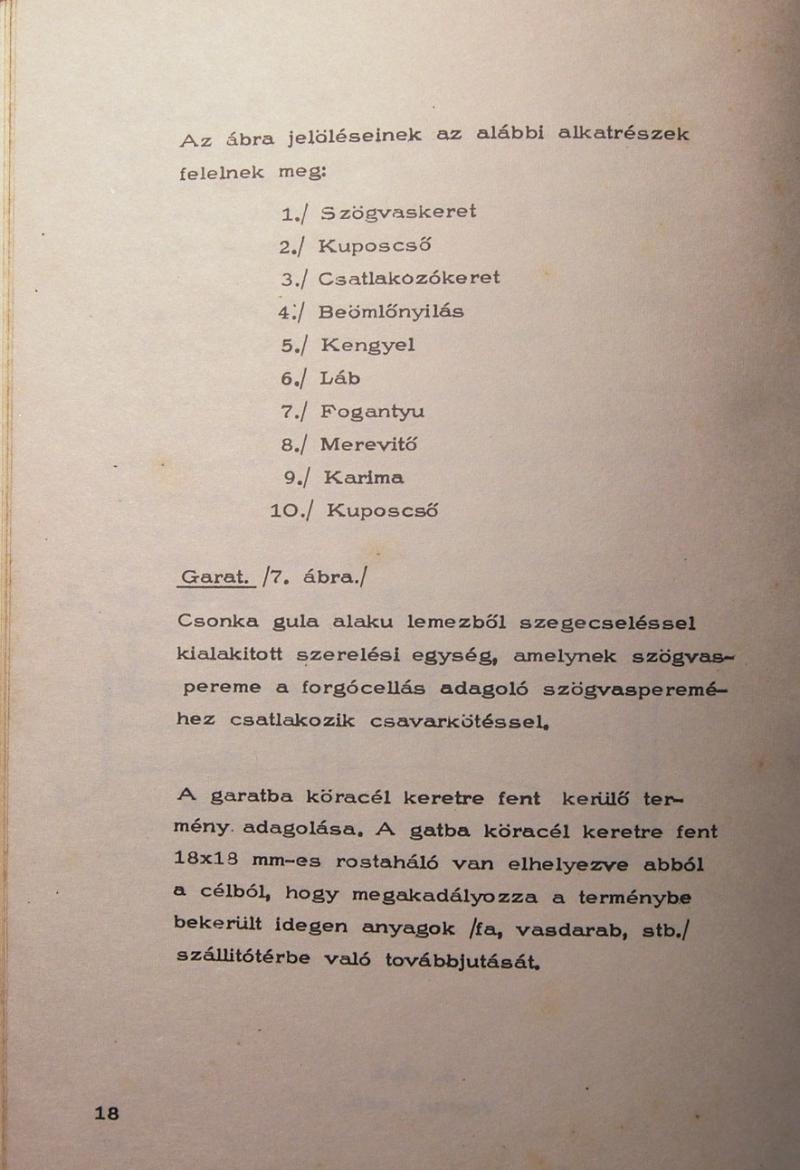 Az ábra jelöléseinek az alábbi alkatrészek
felelnek meg:
1./ Szögvaskeret
2./ Kuposcső
3./ Csatlakozókeret
4./ Beömlőnyilás
5./ Kengyel
6./ Láb
7./ Fogantyu
8./ Merevitő
9./ Karima
10./ Kuposcső
Garat. /7. ábra./
Csonka gula alaku lemezből szegecseléssel
kialakitott szerelési egység, amelynek szögvas-
pereme a forgócellás adagoló szögvasperemé-
hez csatlakozik csavarkötéssel.
A garatba köracél keretre fent kerülő ter-
mény adagolása. A gatba köracél keretre fent
18x18 mm-es rostaháló van elhelyezve abból
a célból, hogy megakadályozza a terménybe
bekerült idegen anyagok /fa, vasdarab, stb./
szállitótérbe való továbbjutását.
18